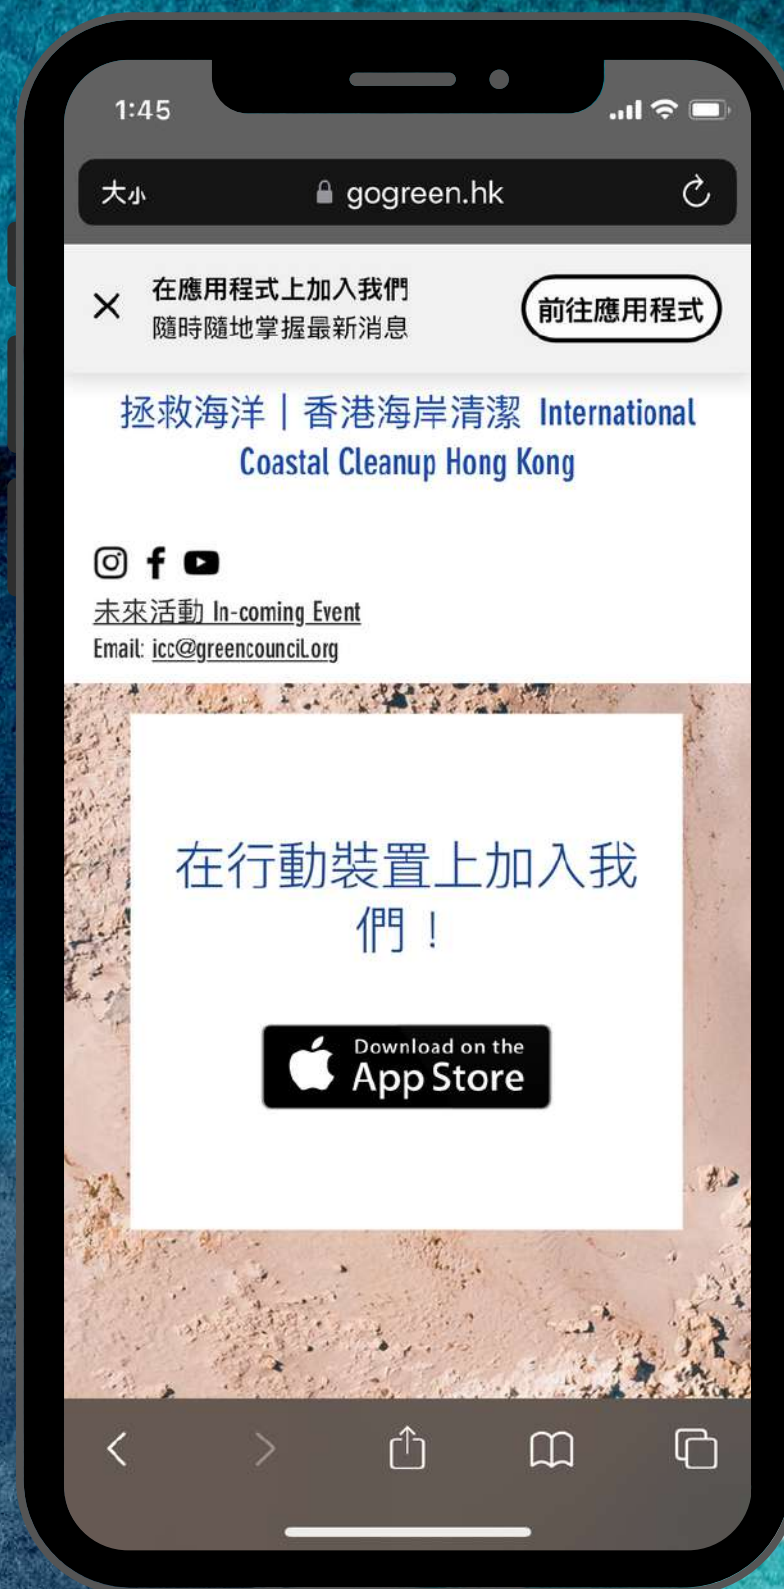 1:45
大小 gogreen.hk
在應用程式上加入我們
隨時隨地掌握最新消息
前往應用程式
拯救海洋｜香港海岸清潔 International
Coastal Cleanup Hong Kong
未來活動 In-coming Event
Email: icc@greencouncil.org
在行動裝置上加入我
們！
Download on the
App Store